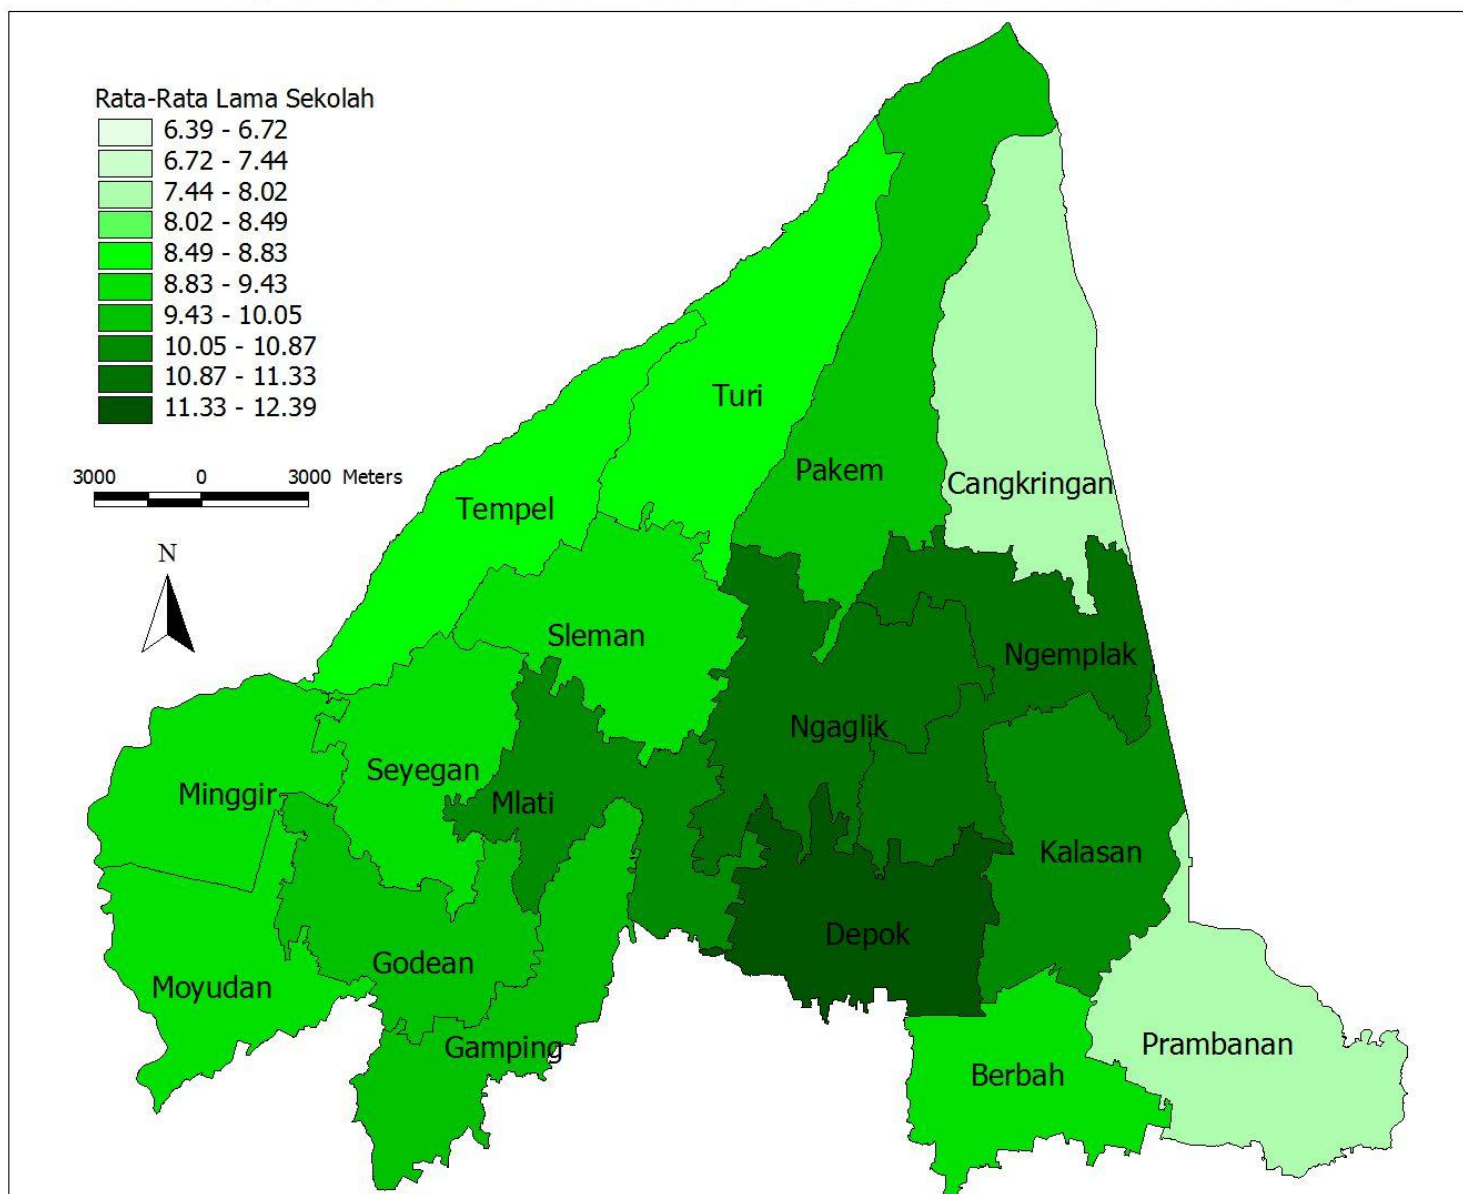 Rata-Rata Lama Sekolah
6.39 - 6.72
6.72 - 7.44
7.44 - 8.02
8.02 - 8.49
8.49 - 8.83
8.83 - 9.43
9.43 - 10.05
10.05 - 10.87
10.87 - 11.33
11.33 - 12.39
3000 0 3000 Meters
N
Turi
Pakem
Cangkringan
Tempel
Sleman
Ngemplak
Ngaglik
Seyegan
Minggir
Mlati
Kalasan
Depok
Godean
Moyudan
Gamping
Prambanan
Berbah